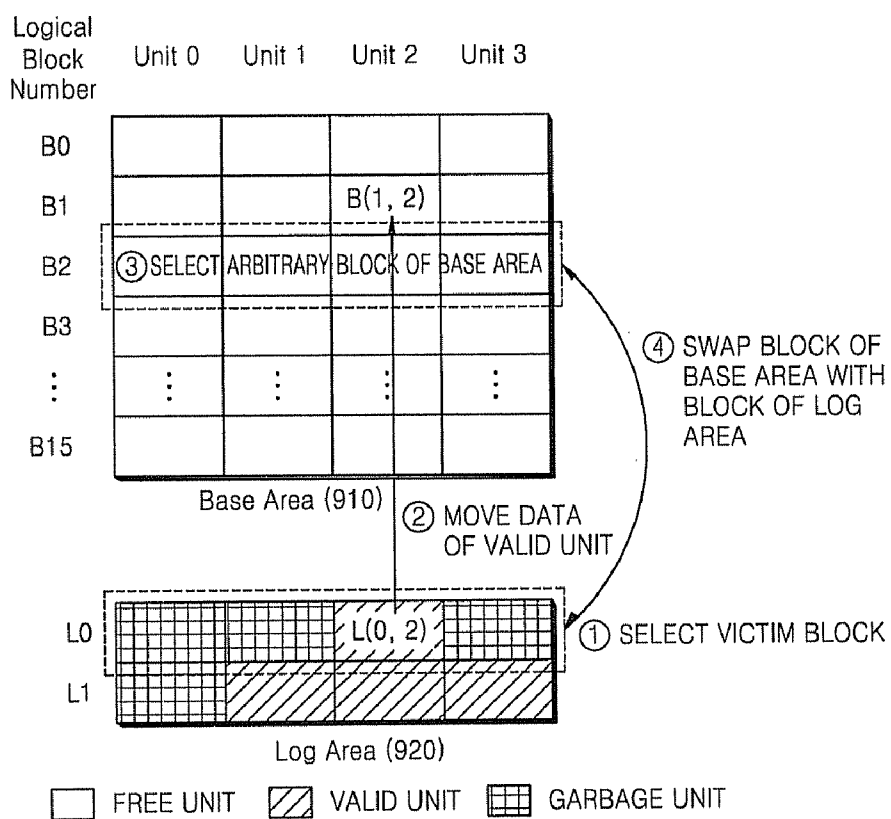 Logical
Block
Number
Unit 0 Unit 1 Unit 2 Unit 3
B0
B1 B(1, 2)
B2 ③ SELECT ARBITRARY BLOCK OF BASE AREA
B3
④ SWAP BLOCK OF
BASE AREA WITH
BLOCK OF LOG
AREA
⋮ ⋮ ⋮ ⋮ ⋮
B15
Base Area (910)
② MOVE DATA
OF VALID UNIT
L0 L(0, 2)
① SELECT VICTIM BLOCK
L1
Log Area (920)
FREE UNIT VALID UNIT GARBAGE UNIT